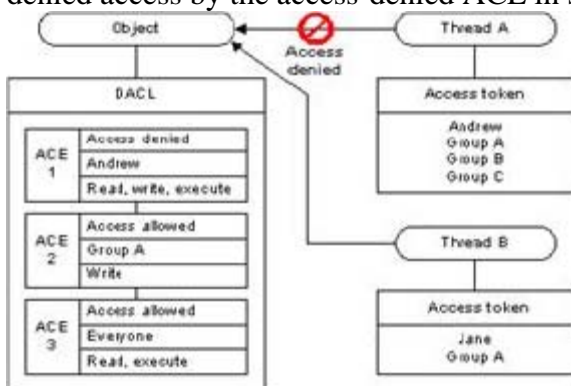 denied access by the access-denied ACE in
Object
Access denied
Thread A
DACL
ACE 1
Access denied
Andrew
Read, write, execute
ACE 2
Access allowed
Group A
Write
ACE 3
Access allowed
Everyone
Read, execute
Access token
Andrew
Group A
Group B
Group C
Thread B
Access token
Jane
Group A